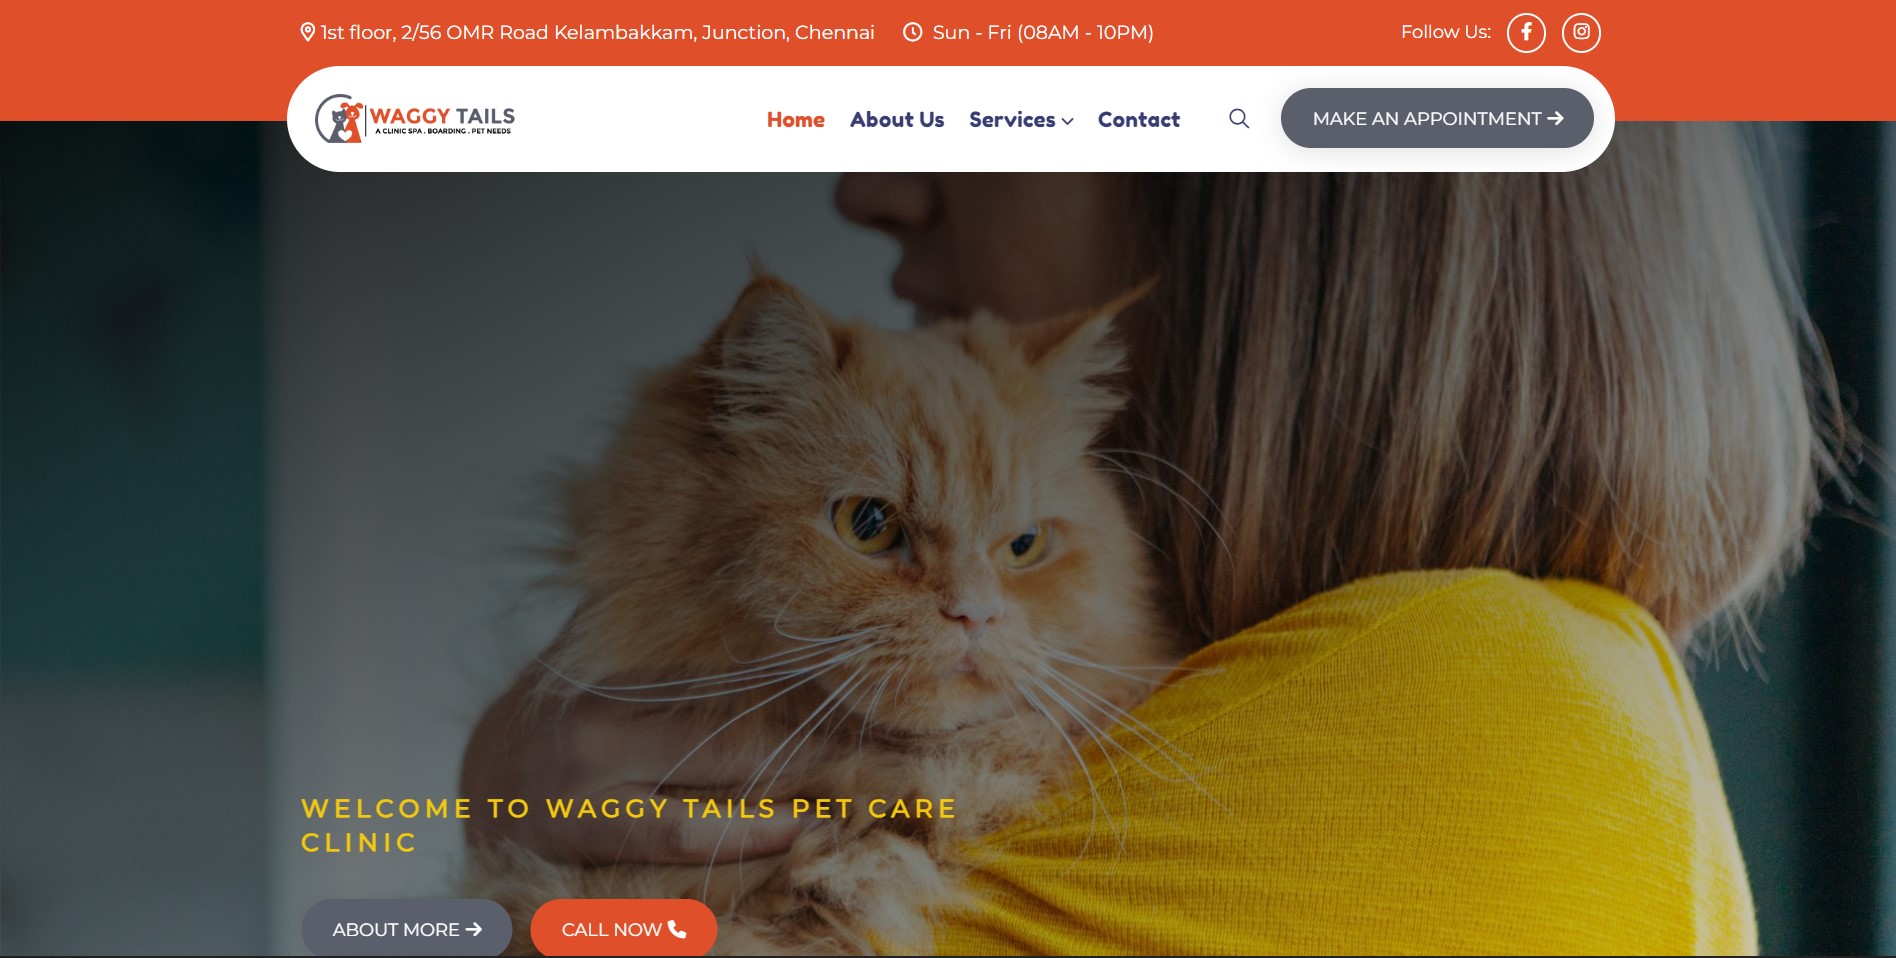 1st floor, 2/56 OMR Road Kelambakkam, Junction, Chennai
Sun - Fri (08AM - 10PM)
Follow Us:
WAGGY TAILS
A CLINIC SPA . BOARDING . PET NEEDS
Home
About Us
Services
Contact
MAKE AN APPOINTMENT
WELCOME TO WAGGY TAILS PET CARE
CLINIC
ABOUT MORE
CALL NOW